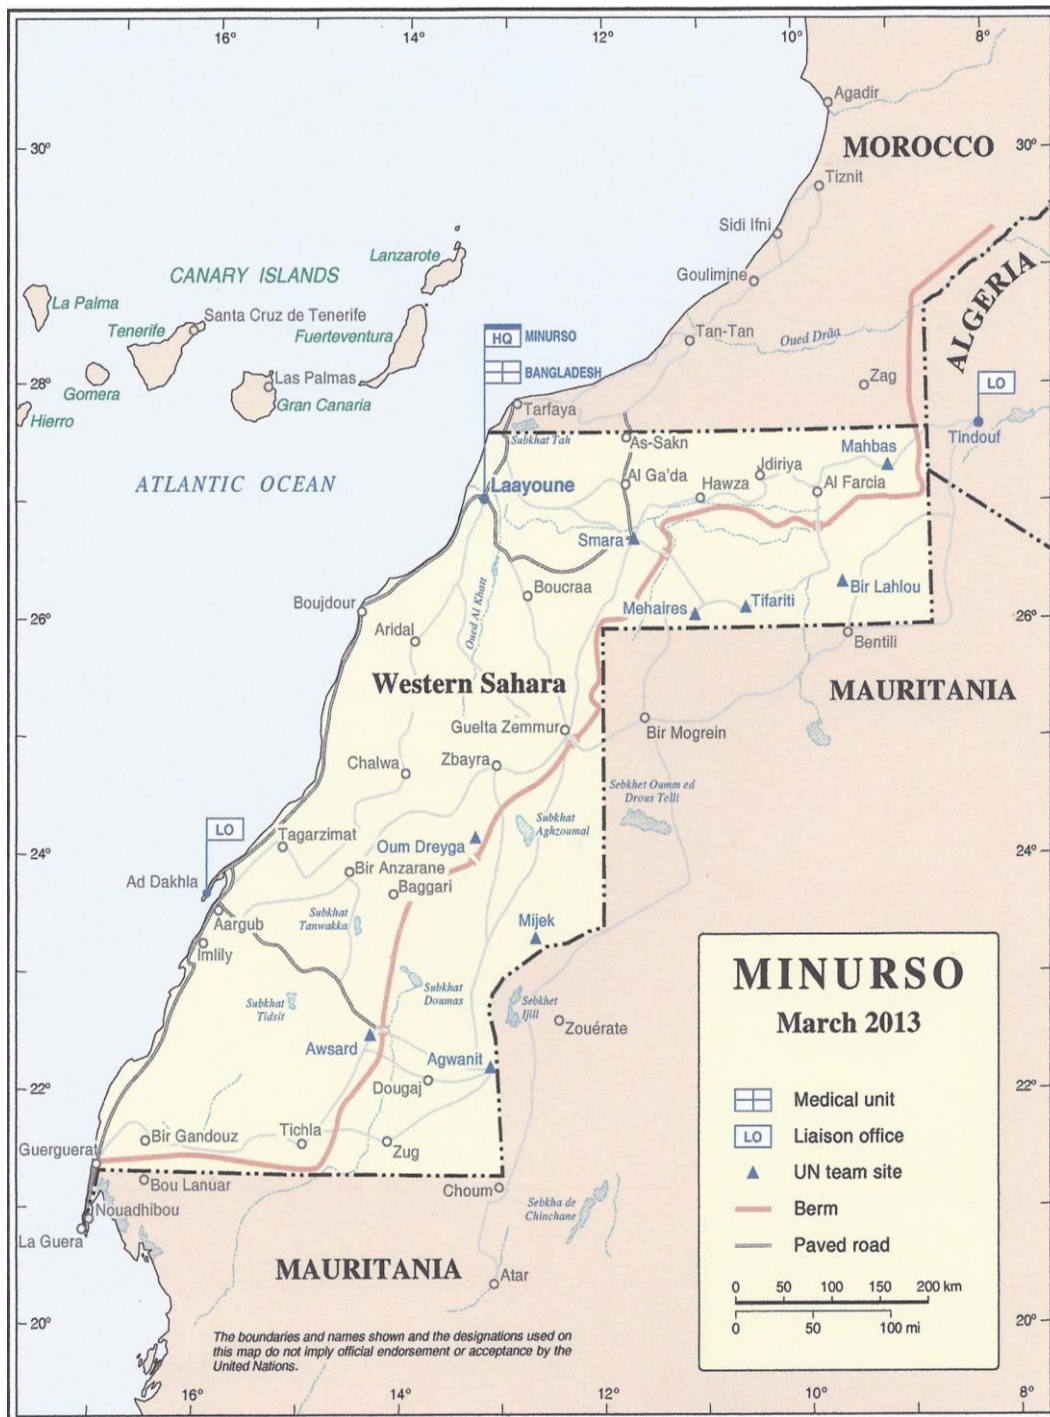 16°
14°
12°
10°
8°
Agadir
30°
MOROCCO
30°
Tiznit
Sidi Ifni
Lanzarote
CANARY ISLANDS
Goulimine
ALGERIA
La Palma
Santa Cruz de Tenerife
Tenerife
Fuerteventura
HQ MINURSO
Tan-Tan
Oued Drâa
BANGLADESH
Zag
LO
28°
Las Palmas
28°
Gomera
Gran Canaria
Tarfaya
Hierro
Subkhat Tah
As-Sakn
Mahbas
Tindouf
ATLANTIC OCEAN
Laayoune
Al Ga'da
Jdiriya
Hawza
Al Farcia
Smara
Boucraa
Oued Al Khatt
Bir Lahlou
Boujdour
Mehaires
Tifariti
26°
Aridal
Bentili
26°
Western Sahara
MAURITANIA
Guelta Zemmur
Bir Mogrein
Chalwa
Zbayra
Sebkhet Oumm ed
Drous Telli
Subkhat
Aghzoumal
LO
Tagarzimat
Oum Dreyga
24°
24°
Ad Dakhla
Bir Anzarane
Baggari
Aargub
Subkhat
Tanwakka
Mijek
Imlily
Subkhat
Doumas
Subkhat
Tidsit
Sebkhet
Ijill
Zouérate
Awsard
Agwanit
22°
Dougaj
22°
Bir Gandouz
Tichla
Zug
Guerguerat
Bou Lanuar
Choum
Nouadhibou
Sebkha de
Chinchane
La Guera
MAURITANIA
Atar
20°
20°
The boundaries and names shown and the designations used on
this map do not imply official endorsement or acceptance by the
United Nations.
16°
14°
12°
10°
8°
MINURSO
March 2013
Medical unit
LO Liaison office
UN team site
Berm
Paved road
0 50 100 150 200 km
0 50 100 mi